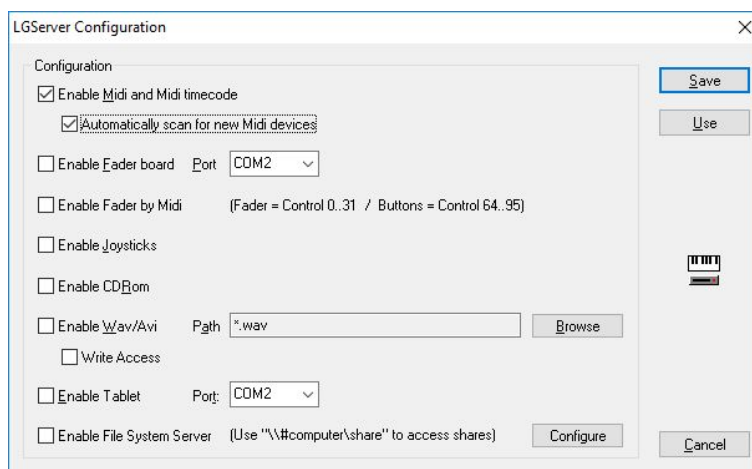 LGServer Configuration
Configuration
Enable Midi and Midi timecode
Save
Automatically scan for new Midi devices
Use
Enable Fader board Port COM2
Enable Fader by Midi (Fader = Control 0..31 / Buttons = Control 64..95)
Enable Joysticks
Enable CDRom
Enable Wav/Avi Path *.wav Browse
Write Access
Enable Tablet Port: COM2
Enable File System Server (Use "\\#computer\share" to access shares) Configure
Cancel